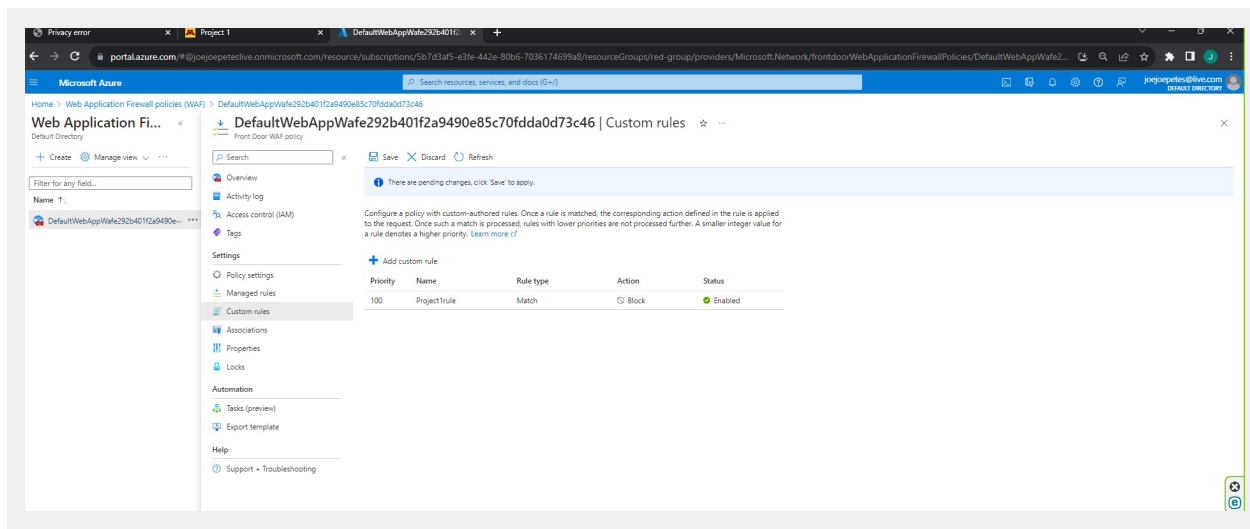 Privacy error
Project 1
DefaultWebAppWafe292b401f2
portal.azure.com/#@joejoepeteslive.onmicrosoft.com/resource/subscriptions/5b7d3af5-e3fe-442e-80b6-7036174699a8/resourceGroups/red-group/providers/Microsoft.Network/frontdoorWebApplicationFirewallPolicies/DefaultWebAppWafe2...
Microsoft Azure
Search resources, services, and docs (G+/)
joejoepetes@live.com
DEFAULT DIRECTORY
Home > Web Application Firewall policies (WAF) > DefaultWebAppWafe292b401f2a9490e85c70fdda0d73c46
Web Application Fi...
Default Directory
+ Create Manage view ...
Filter for any field...
Name ↑↓
DefaultWebAppWafe292b401f2a9490e... ...
DefaultWebAppWafe292b401f2a9490e85c70fdda0d73c46 | Custom rules ...
Front Door WAF policy
Search
Overview
Activity log
Access control (IAM)
Tags
Settings
Policy settings
Managed rules
Custom rules
Associations
Properties
Locks
Automation
Tasks (preview)
Export template
Help
Support + Troubleshooting
Save Discard Refresh
There are pending changes, click 'Save' to apply.
Configure a policy with custom-authored rules. Once a rule is matched, the corresponding action defined in the rule is applied
to the request. Once such a match is processed, rules with lower priorities are not processed further. A smaller integer value for
a rule denotes a higher priority. Learn more
+ Add custom rule
Priority Name Rule type Action Status
100 Project1rule Match Block Enabled